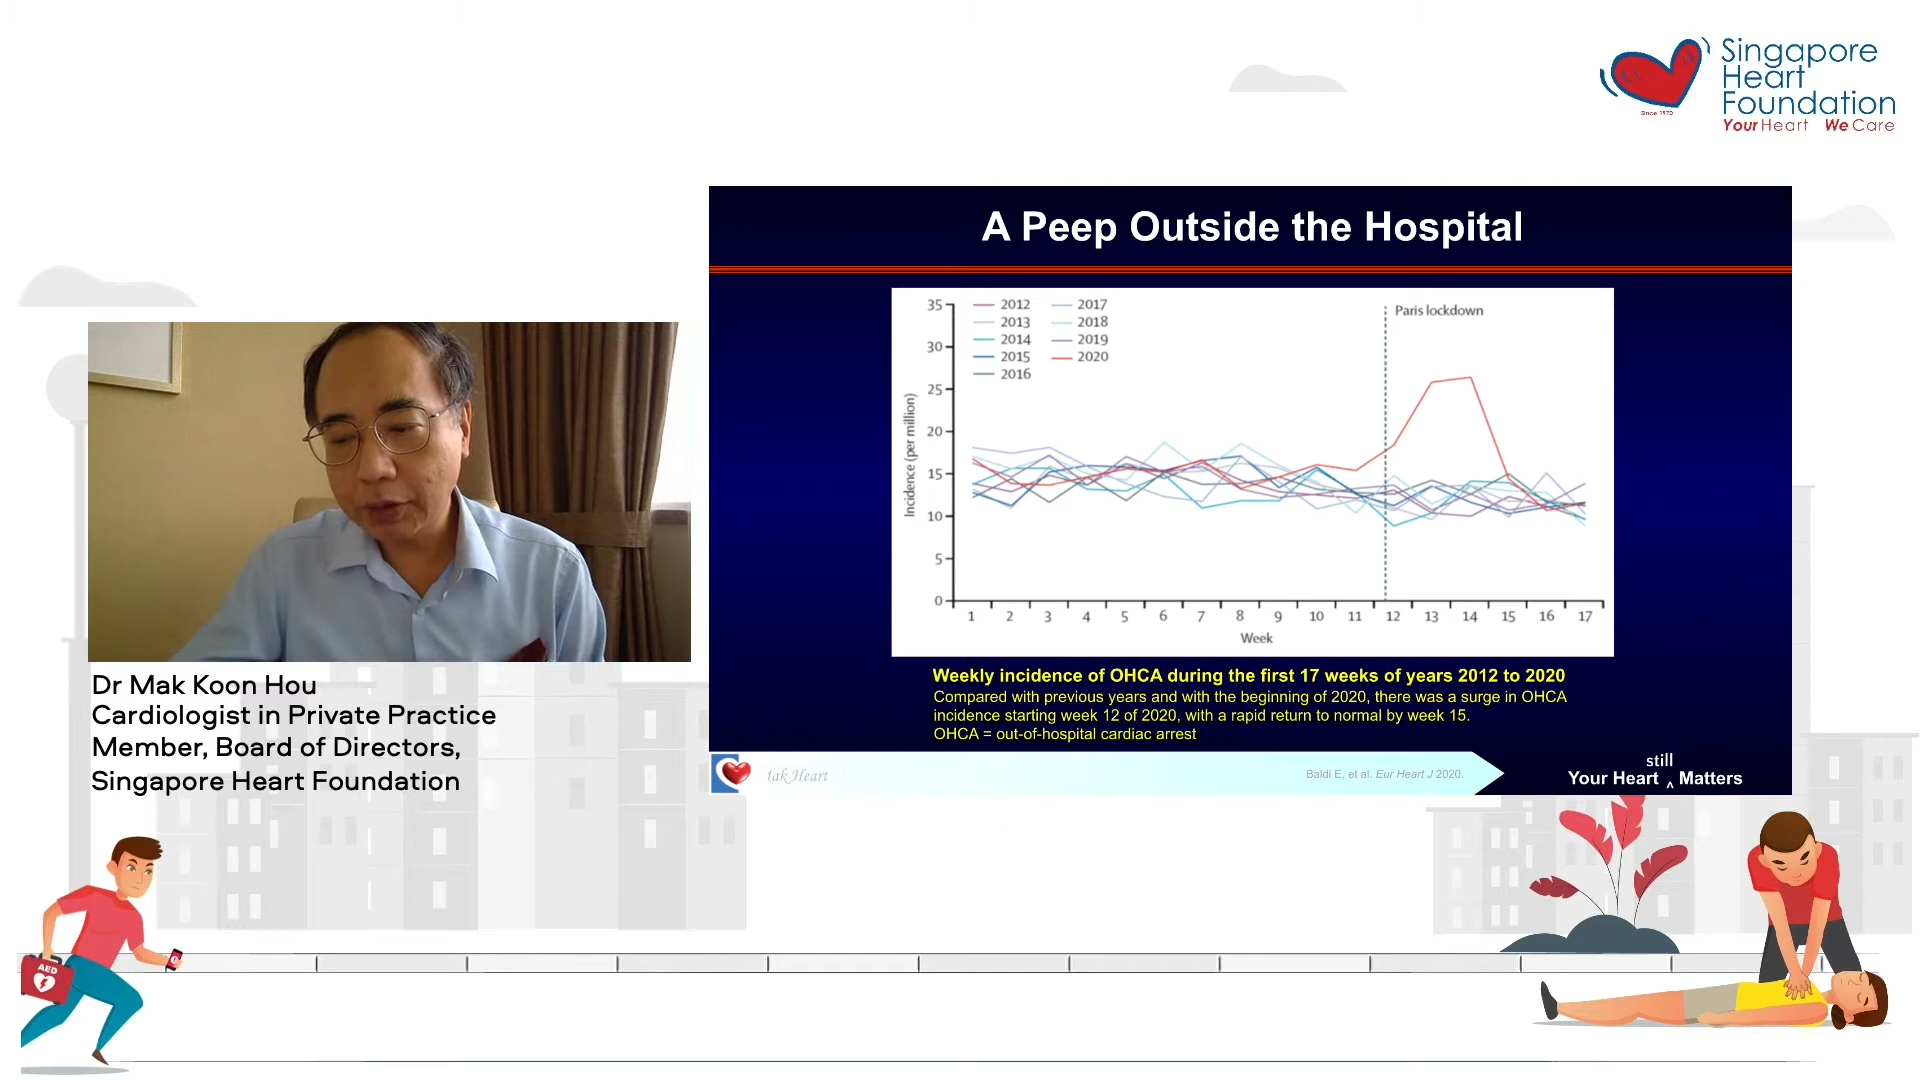 Singapore
Heart
Foundation
Your Heart We Care
Since 1970
A Peep Outside the Hospital
35
30
25
20
15
10
5
0
Incidence (per million)
2012
2013
2014
2015
2016
2017
2018
2019
2020
Paris lockdown
1 2 3 4 5 6 7 8 9 10 11 12 13 14 15 16 17
Week
Weekly incidence of OHCA during the first 17 weeks of years 2012 to 2020
Compared with previous years and with the beginning of 2020, there was a surge in OHCA
incidence starting week 12 of 2020, with a rapid return to normal by week 15.
OHCA = out-of-hospital cardiac arrest
tak Heart
Baldi E, et al. Eur Heart J 2020.
still
Your Heart ^ Matters
Dr Mak Koon Hou
Cardiologist in Private Practice
Member, Board of Directors,
Singapore Heart Foundation
AED